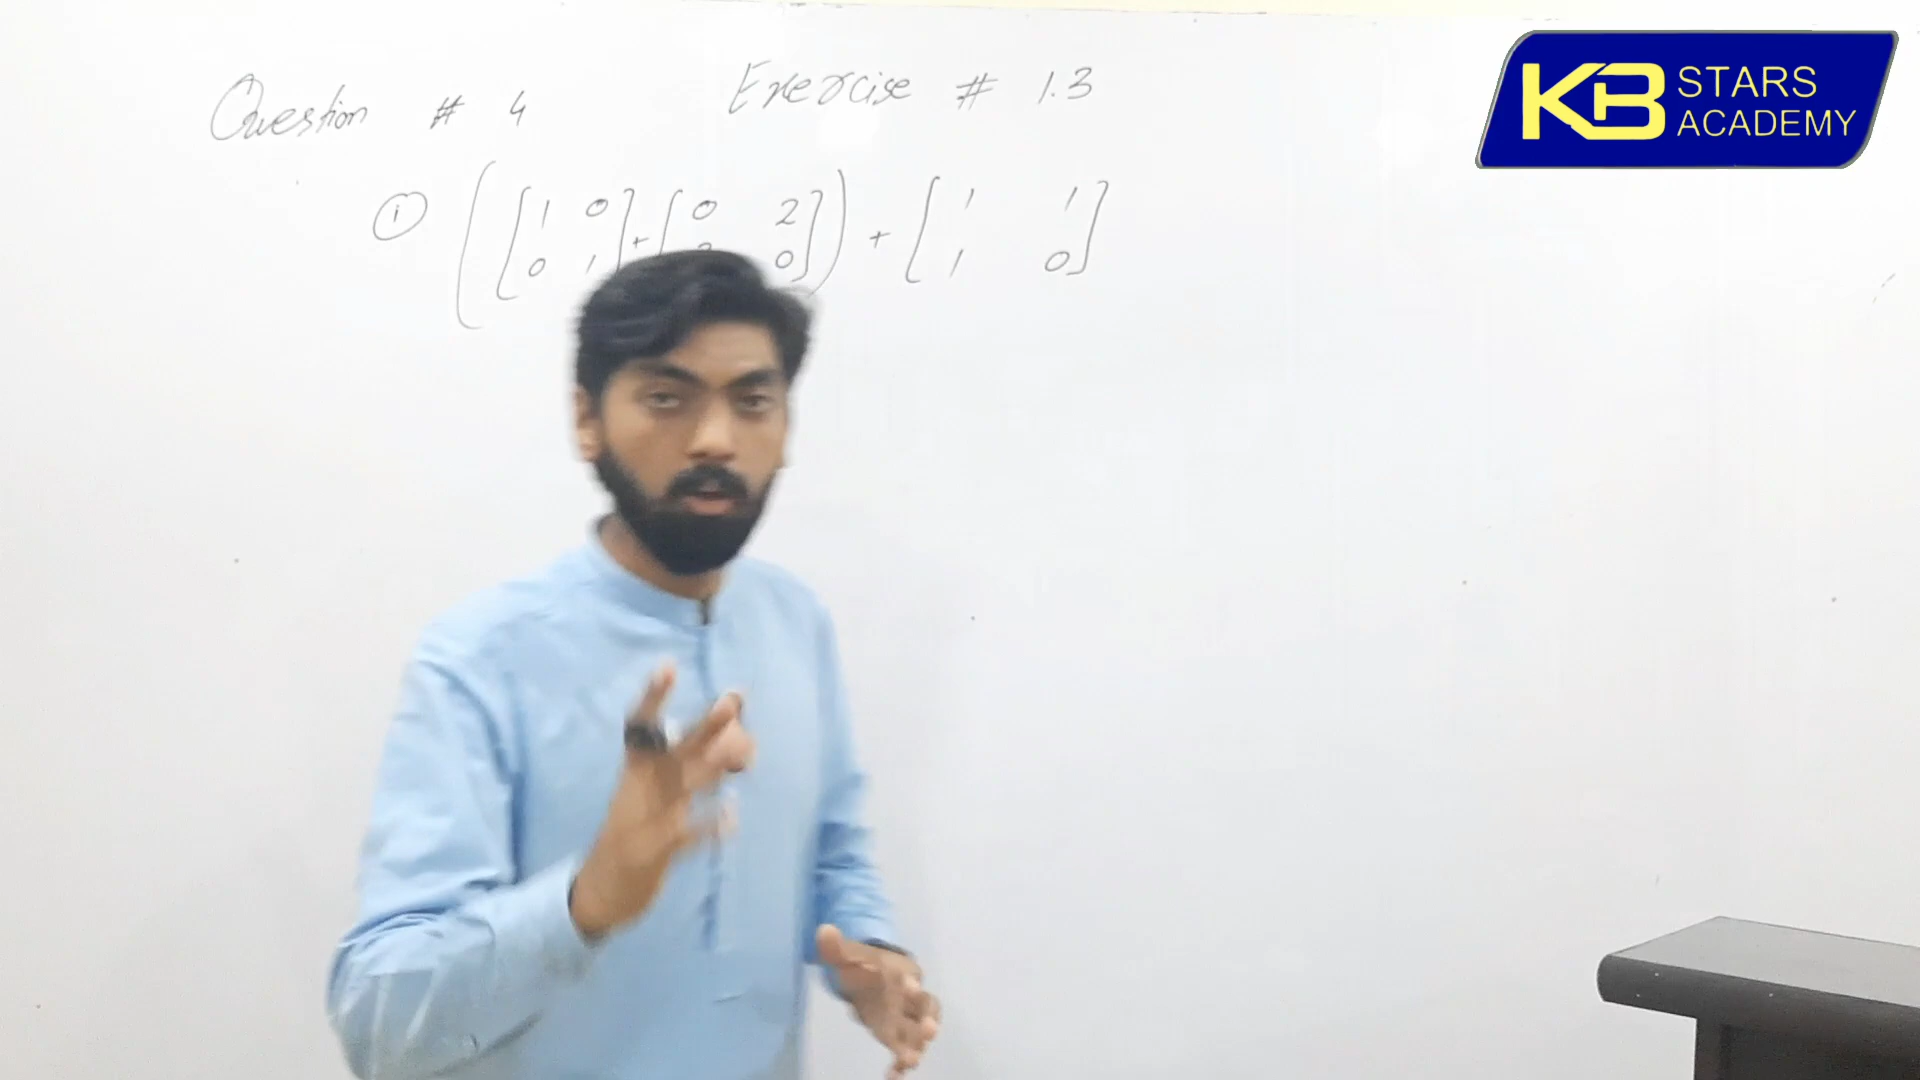 Question # 4 Exercise # 1.3
i ( [ 1 0 ] + [ 0 2 ] ) + [ 1 1 ]
0 1 0 1 0
KB STARS
ACADEMY